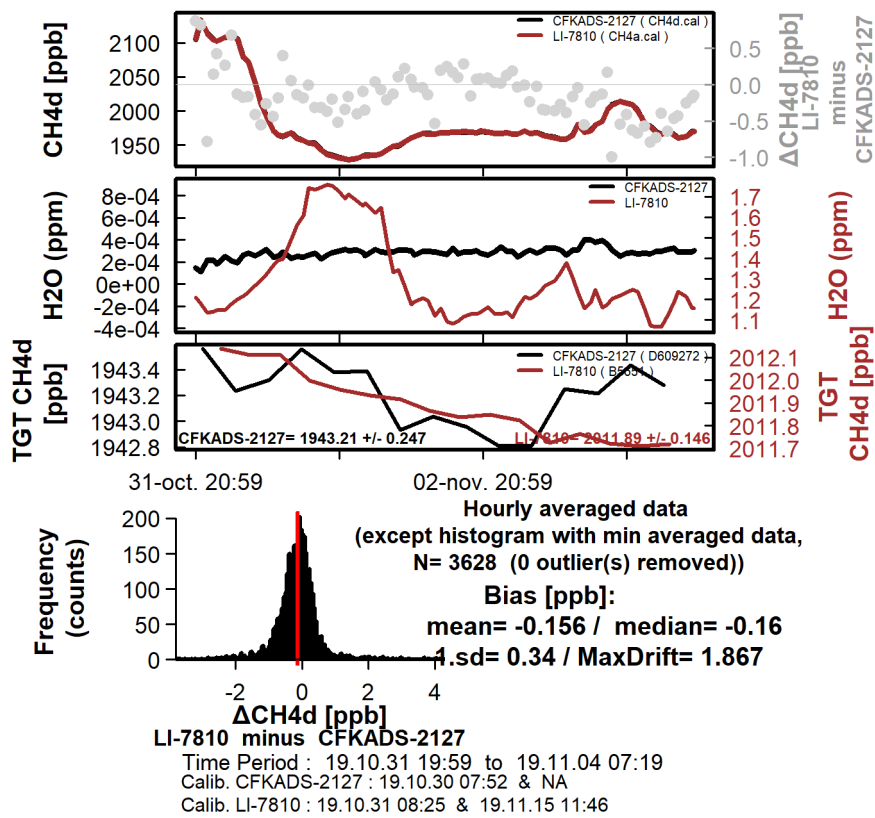 CFKADS-2127 ( CH4d.cal )
LI-7810 ( CH4a.cal )
CH4d [ppb]
2100
2050
2000
1950
0.5
0.0
-0.5
-1.0
ΔCH4d [ppb]
LI-7810
minus
CFKADS-2127
CFKADS-2127
LI-7810
H2O (ppm)
8e-04
6e-04
4e-04
2e-04
0e+00
-2e-04
-4e-04
1.7
1.6
1.5
1.4
1.3
1.2
1.1
H2O (ppm)
CFKADS-2127 ( D609272 )
LI-7810 ( )
TGT CH4d
[ppb]
1943.4
1943.2
1943.0
1942.8
2012.1
2012.0
2011.9
2011.8
2011.7
TGT
CH4d [ppb]
CFKADS-2127= 1943.21 +/- 0.247
LI-7810= 2011.89 +/- 0.146
31-oct. 20:59
02-nov. 20:59
Hourly averaged data
(except histogram with min averaged data,
N= 3628 (0 outlier(s) removed))
Bias [ppb]:
mean= -0.156 / median= -0.16
1.sd= 0.34 / MaxDrift= 1.867
Frequency
(counts)
200
150
100
50
0
-2
0
2
4
ΔCH4d [ppb]
LI-7810 minus CFKADS-2127
Time Period : 19.10.31 19:59 to 19.11.04 07:19
Calib. CFKADS-2127 : 19.10.30 07:52 & NA
Calib. LI-7810 : 19.10.31 08:25 & 19.11.15 11:46